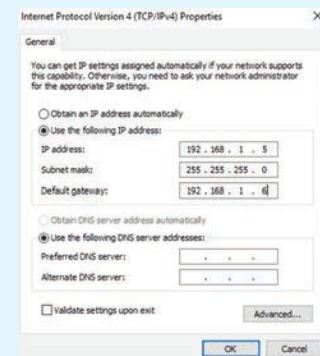 Internet Protocol Version 4 (TCP/IPv4) Properties
General
You can get IP settings assigned automatically if your network supports
this capability. Otherwise, you need to ask your network administrator
for the appropriate IP settings.
Obtain an IP address automatically
Use the following IP address:
IP address: 192 . 168 . 1 . 5
Subnet mask: 255 . 255 . 255 . 0
Default gateway: 192 . 168 . 1 . 6
Obtain DNS server address automatically
Use the following DNS server addresses:
Preferred DNS server: . . .
Alternate DNS server: . . .
Validate settings upon exit
Advanced...
OK Cancel